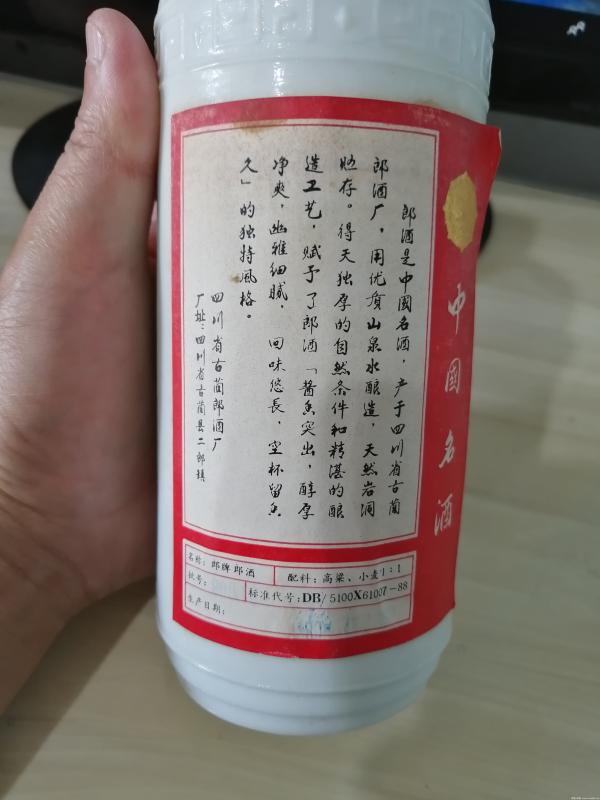 郎酒是中國名酒，产于四川省古蔺
郎酒厂，用优质山泉水酿造，天然岩洞
贮存。得天独厚的自然条件和精湛的酿
造工艺，赋予了郎酒「酱香突出，醇厚
净爽，幽雅细腻，回味悠長，空杯留香
久」的独特風格。
四川省古蔺郎酒厂
厂址：四川省古蔺县二郎镇
中國名酒
名称：郎牌郎酒
配料：高粱、小麦1：1
批号：
标准代号：DB/5100X61007-88
生产日期：